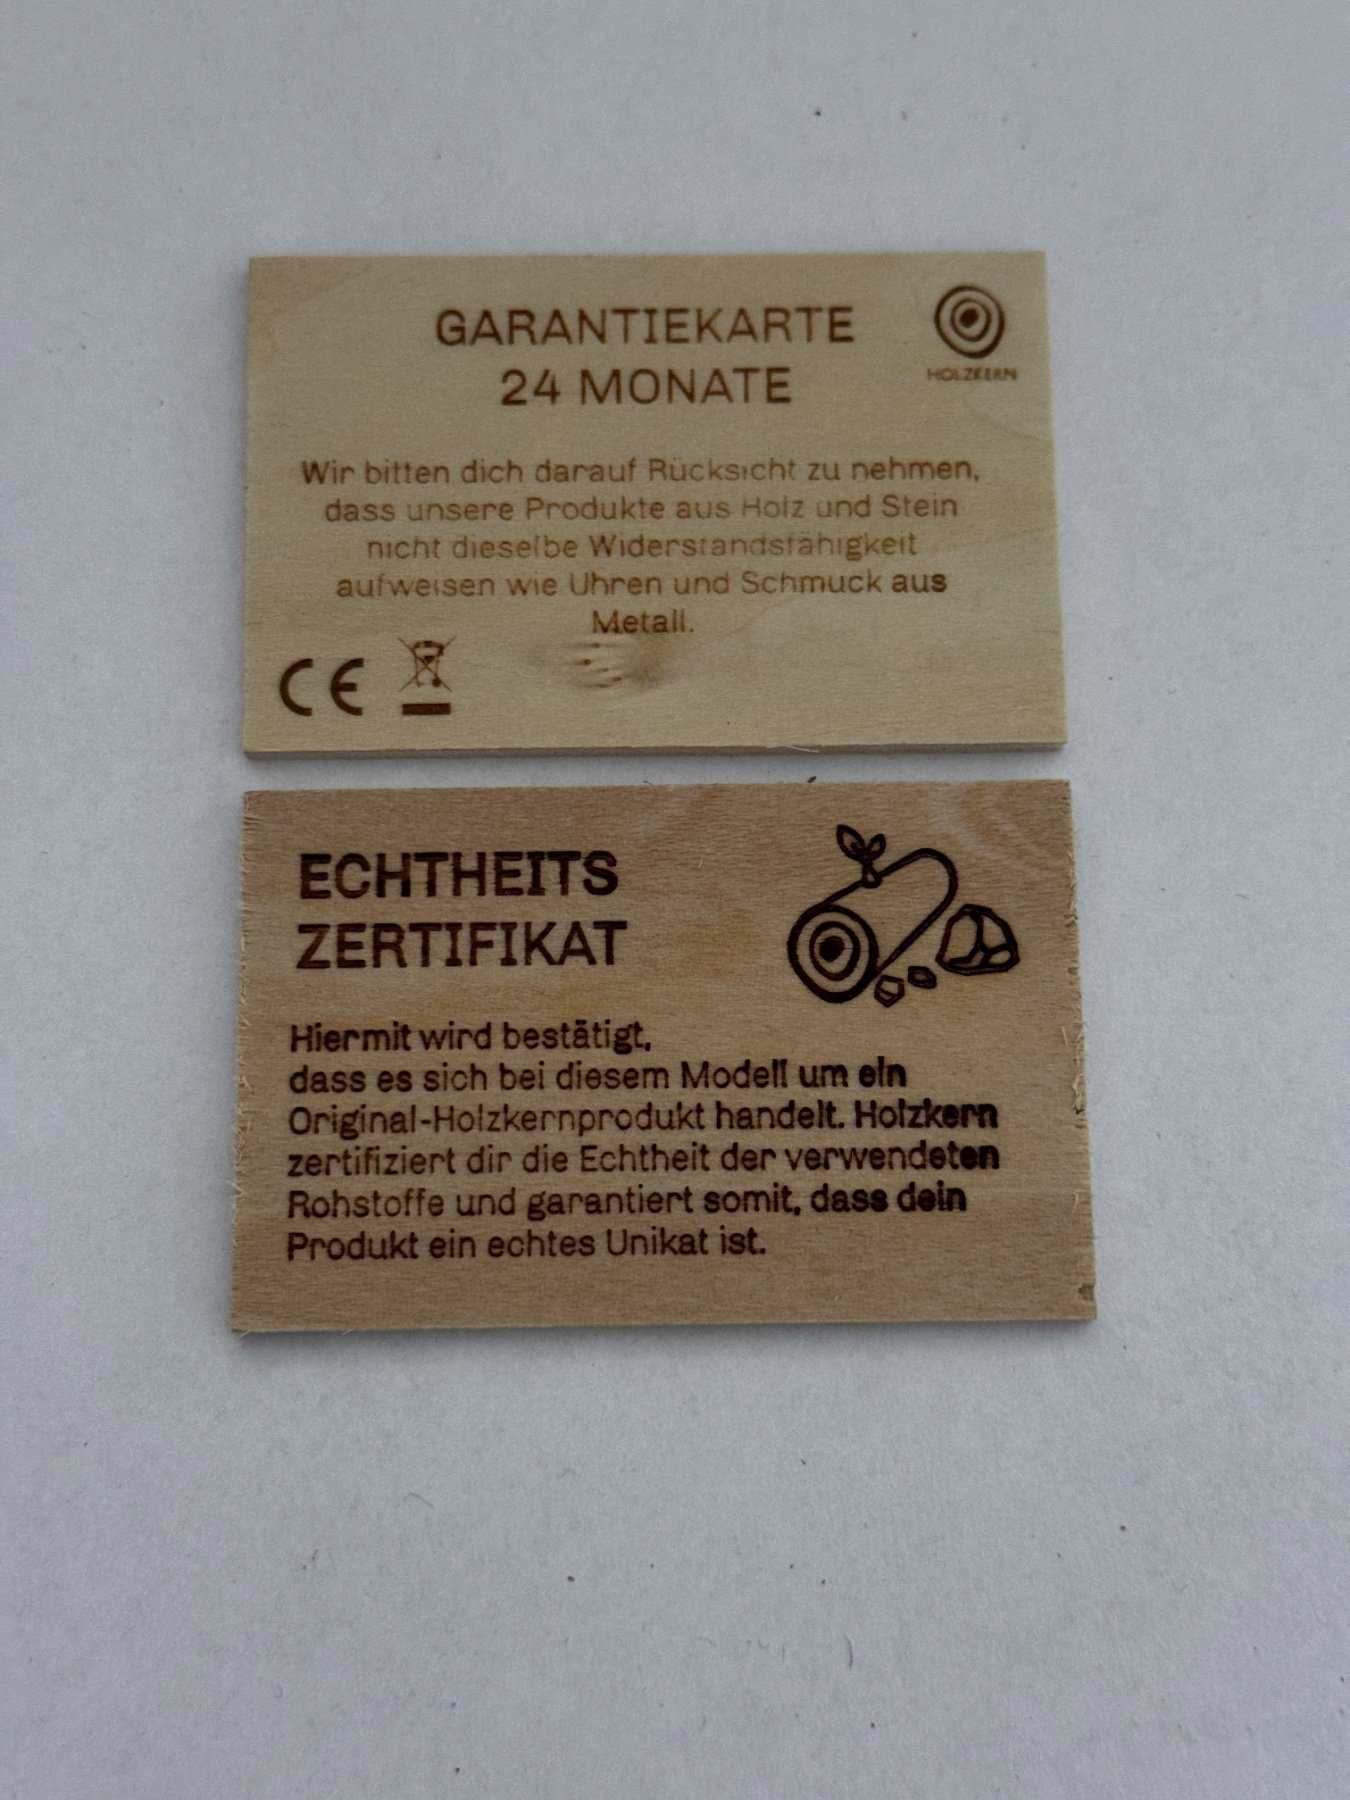 GARANTIEKARTE
24 MONATE
HOLZKERN
Wir bitten dich darauf Rücksicht zu nehmen,
dass unsere Produkte aus Holz und Stein
nicht dieselbe Widerstandsfähigkeit
aufweisen wie Uhren und Schmuck aus
Metall.
CE
ECHTHEITS
ZERTIFIKAT
Hiermit wird bestätigt,
dass es sich bei diesem Modell um ein
Original-Holzkernprodukt handelt. Holzkern
zertifiziert dir die Echtheit der verwendeten
Rohstoffe und garantiert somit, dass dein
Produkt ein echtes Unikat ist.